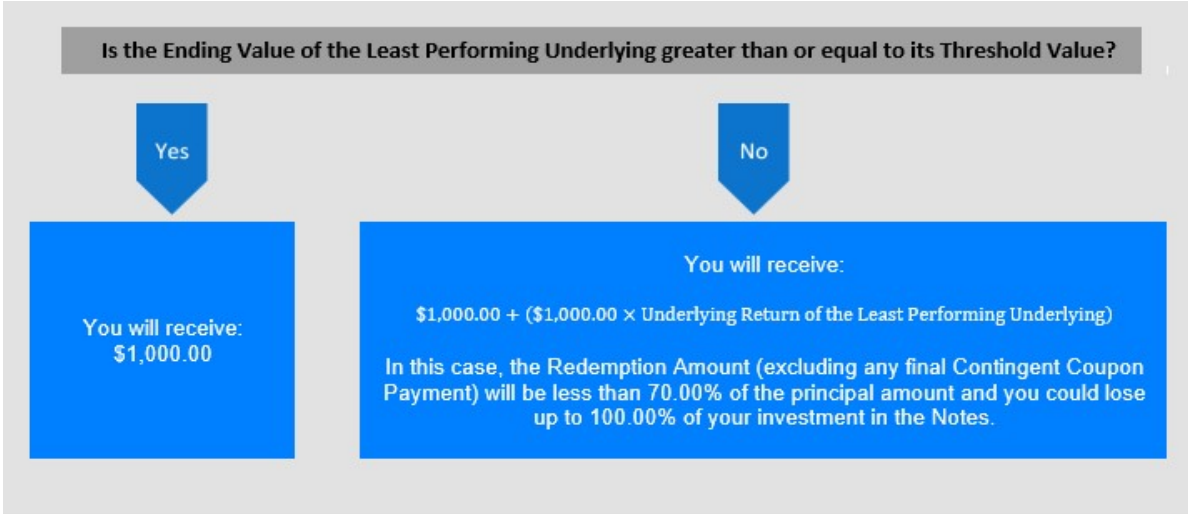 Is the Ending Value of the Least Performing Underlying greater than or equal to its Threshold Value?
Yes
No
You will receive:
$1,000.00
You will receive:
$1,000.00 + ($1,000.00 × Underlying Return of the Least Performing Underlying)
In this case, the Redemption Amount (excluding any final Contingent Coupon
Payment) will be less than 70.00% of the principal amount and you could lose
up to 100.00% of your investment in the Notes.